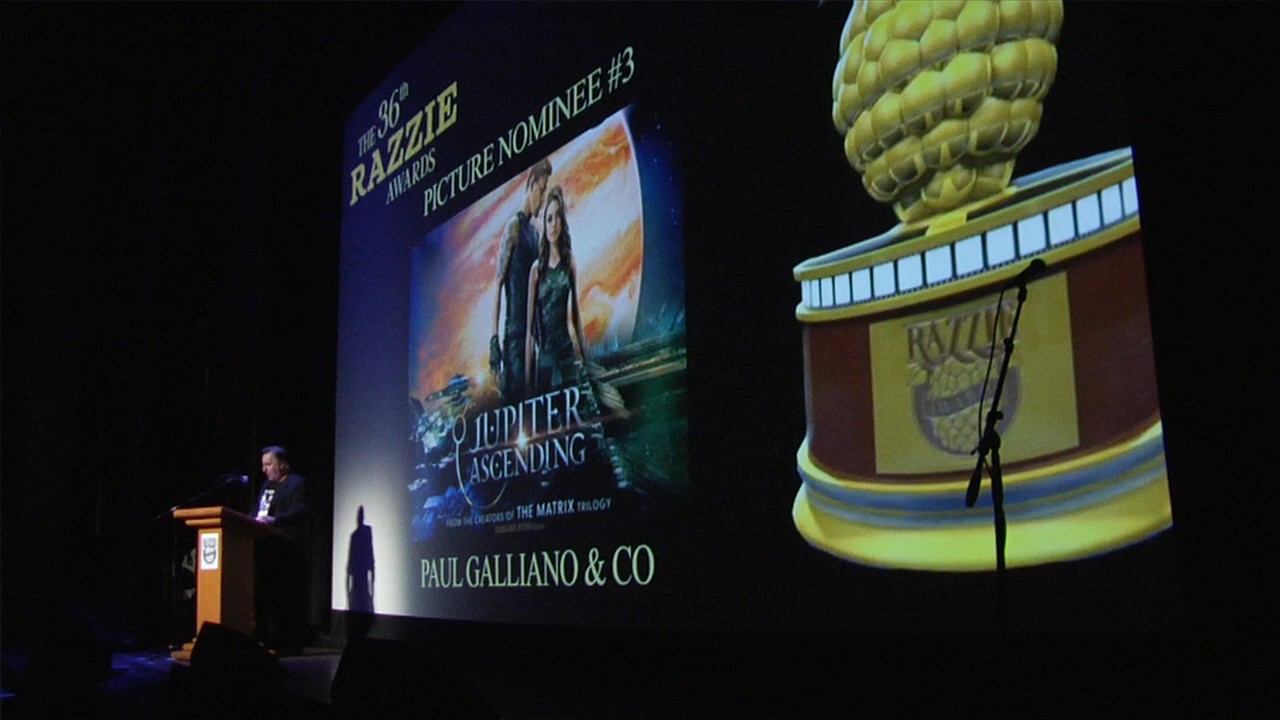 THE 36th
RAZZIE
AWARDS
PICTURE NOMINEE #3
JUPITER
ASCENDING
FROM THE CREATORS OF THE MATRIX TRILOGY
PAUL GALLIANO & CO
RAZZIE